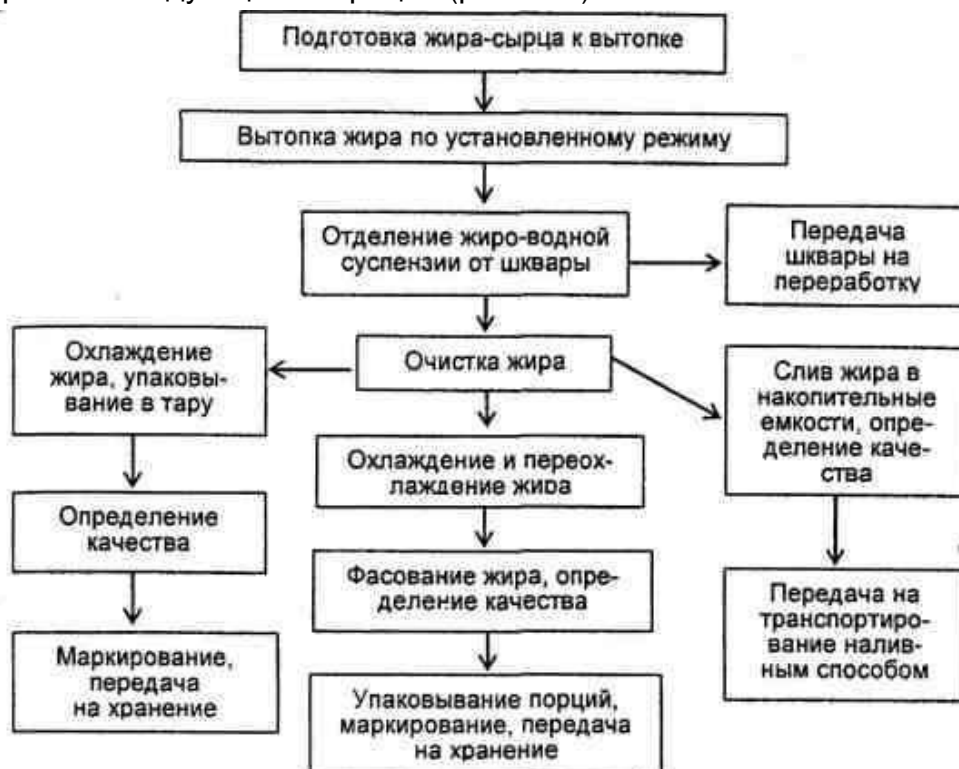 Подготовка жира-сырца к вытопке
Вытопка жира по установленному режиму
Отделение жиро-водной
суспензии от шквары
Передача
шквары на
переработку
Охлаждение
жира, упаковы-
вание в тару
Очистка жира
Слив жира в
накопительные
емкости, опре-
деление каче-
ства
Охлаждение и переох-
лаждение жира
Определение
качества
Фасование жира, опре-
деление качества
Передача на
транспортиро-
вание налив-
ным способом
Маркирование,
передача
на хранение
Упаковывание порций,
маркирование, передача
на хранение